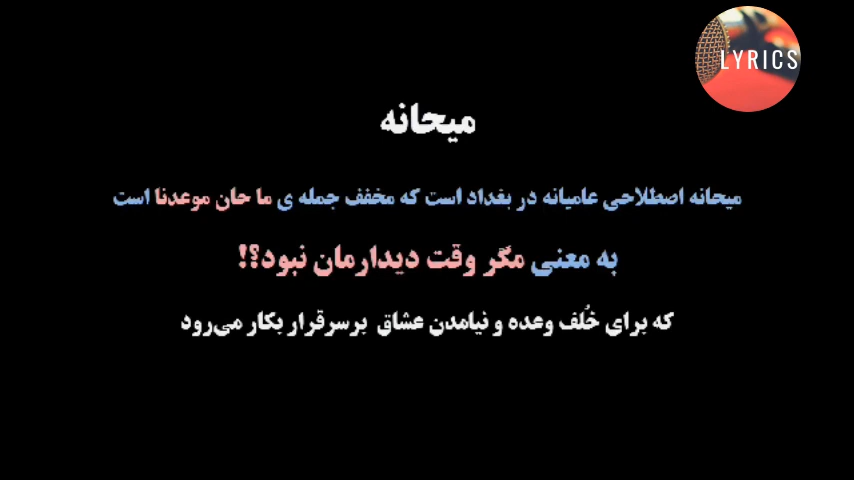 LYRICS
میحانه
میحانه اصطلاحی عامیانه در بغداد است که مخفف جمله ی ما حان موعدنا است
به معنی مگر وقت دیدارمان نبود؟!
که برای خُلف وعده و نیامدن عشاق برسرقرار بکار می‌رود